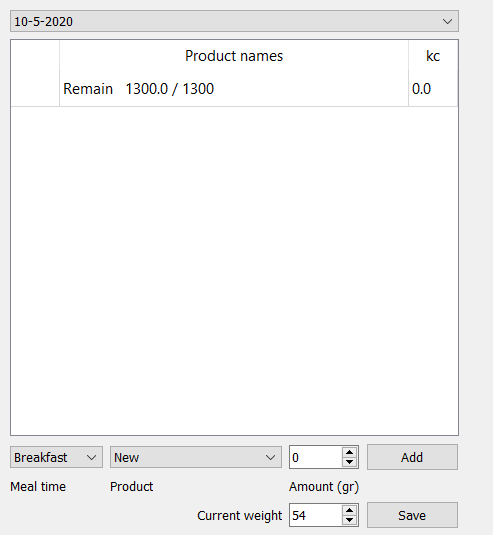 10-5-2020
Product names kc
Remain 1300.0 / 1300 0.0
Breakfast New 0 Add
Meal time Product Amount (gr)
Current weight 54 Save